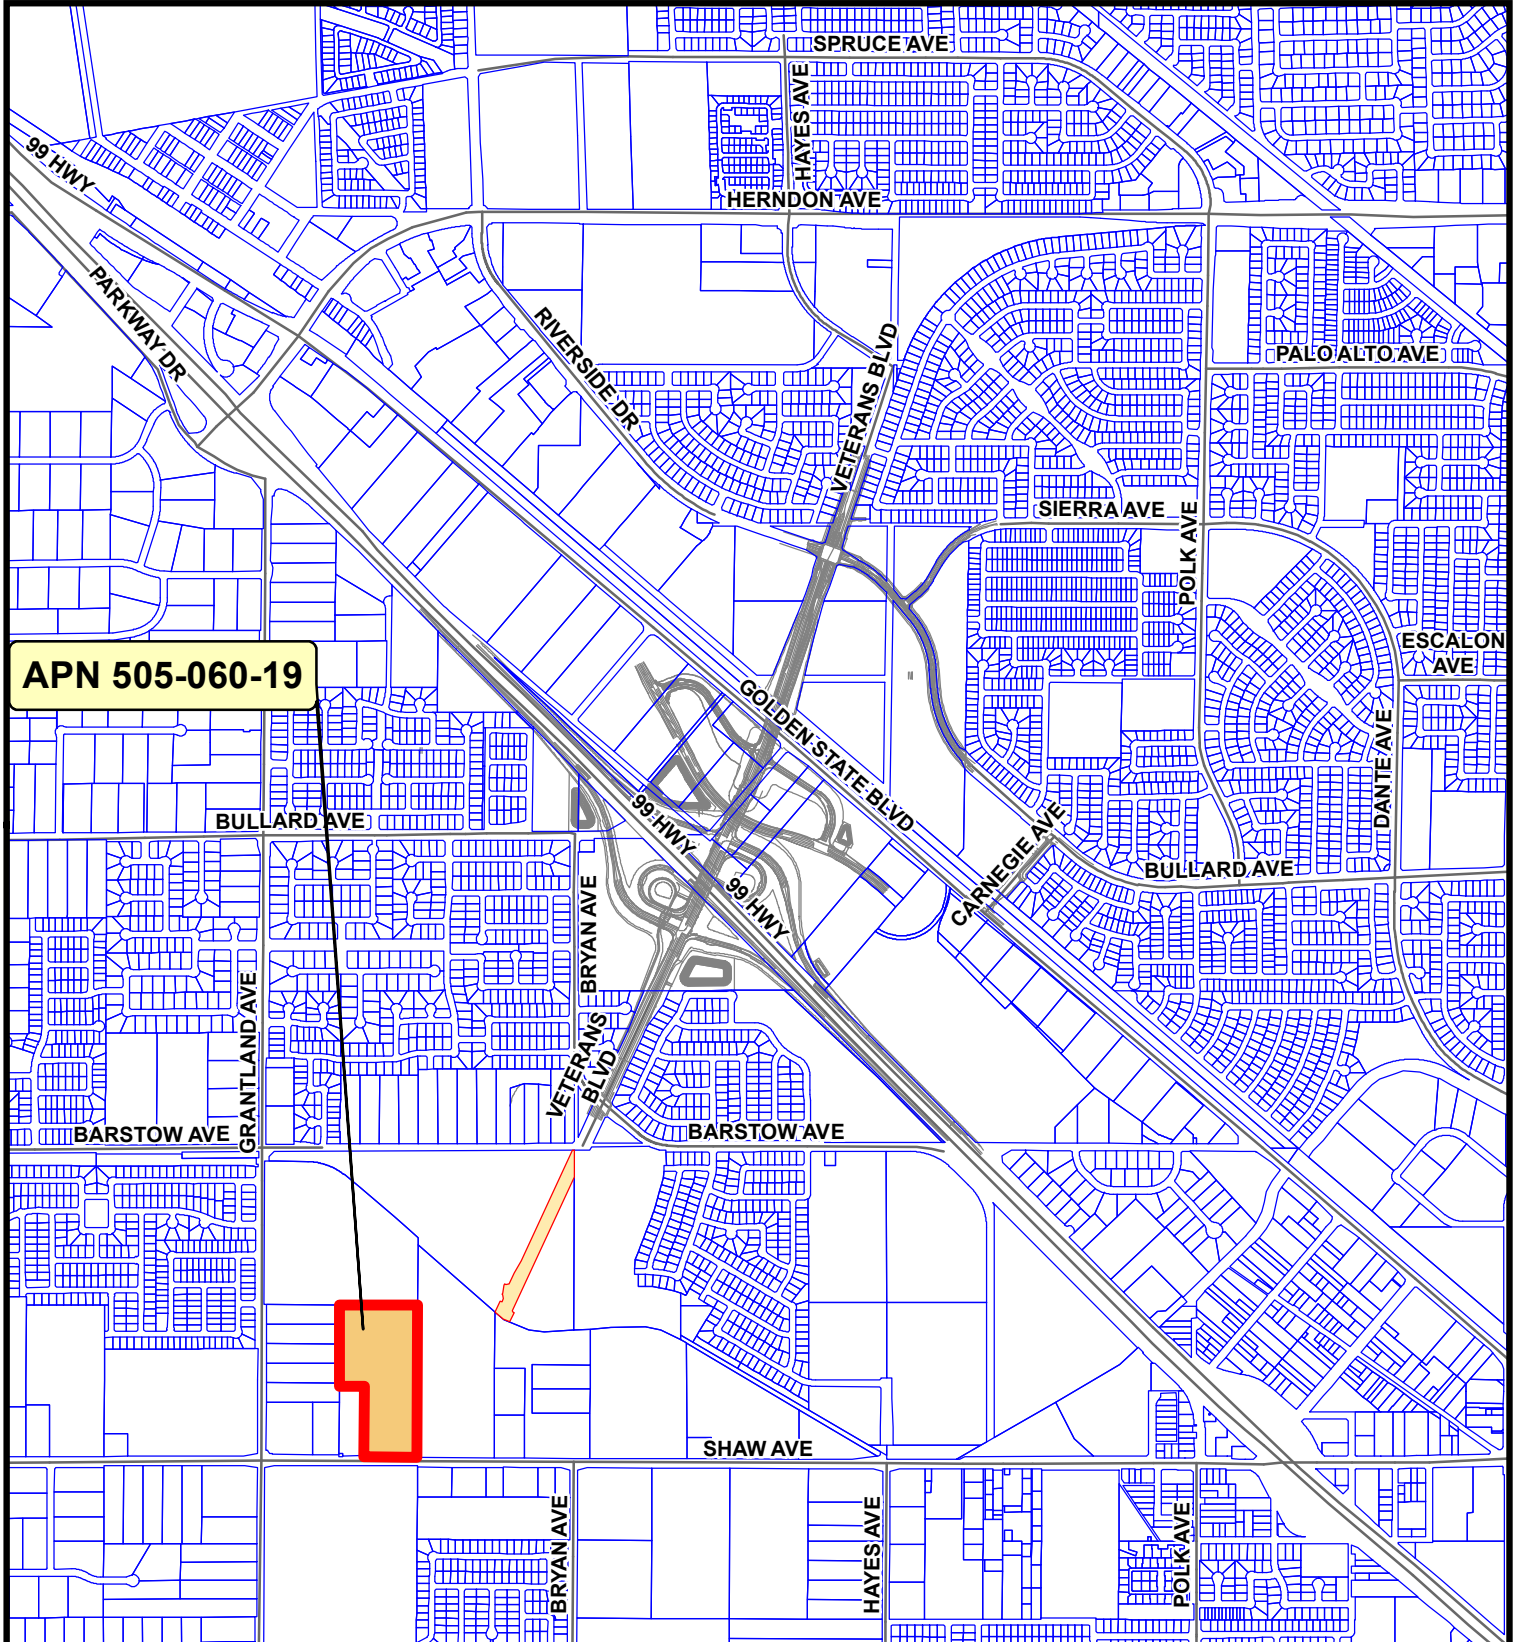 SPRUCE AVE
HAYES AVE
99 HWY
HERNDON AVE
PARKWAY DR
RIVERSIDE DR
VETERANS BLVD
PALO ALTO AVE
SIERRA AVE
POLK AVE
ESCALON
AVE
APN 505-060-19
GOLDEN STATE BLVD
DANTE AVE
BULLARD AVE
99 HWY
CARNEGIE AVE
BULLARD AVE
99 HWY
BRYAN AVE
GRANTLAND AVE
VETERANS
BLVD
BARSTOW AVE
BARSTOW AVE
SHAW AVE
BRYAN AVE
HAYES AVE
POLK AVE